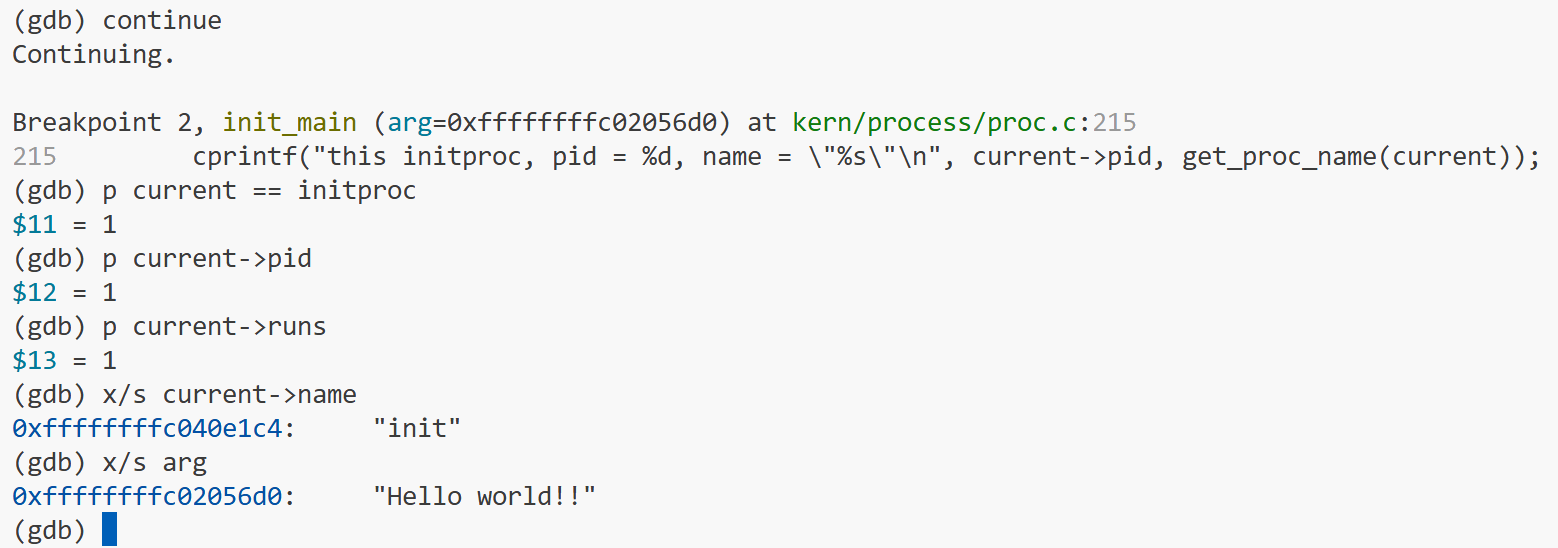 (gdb) continue
Continuing.

Breakpoint 2, init_main (arg=0xffffffffc02056d0) at kern/process/proc.c:215
215         cprintf("this initproc, pid = %d, name = \"%s\"\n", current->pid, get_proc_name(current));
(gdb) p current == initproc
$11 = 1
(gdb) p current->pid
$12 = 1
(gdb) p current->runs
$13 = 1
(gdb) x/s current->name
0xffffffffc040e1c4:     "init"
(gdb) x/s arg
0xffffffffc02056d0:     "Hello world!!"
(gdb)